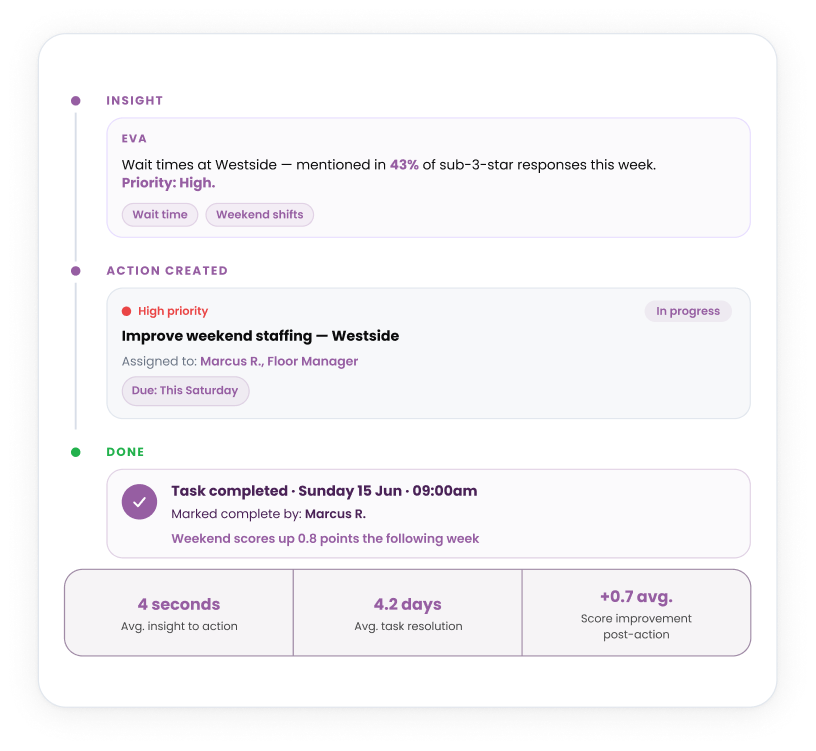 INSIGHT
EVA
Wait times at Westside — mentioned in 43% of sub-3-star responses this week.
Priority: High.
Wait time
Weekend shifts
ACTION CREATED
High priority
In progress
Improve weekend staffing — Westside
Assigned to: Marcus R., Floor Manager
Due: This Saturday
DONE
Task completed · Sunday 15 Jun · 09:00am
Marked complete by: Marcus R.
Weekend scores up 0.8 points the following week
4 seconds
Avg. insight to action
4.2 days
Avg. task resolution
+0.7 avg.
Score improvement
post-action